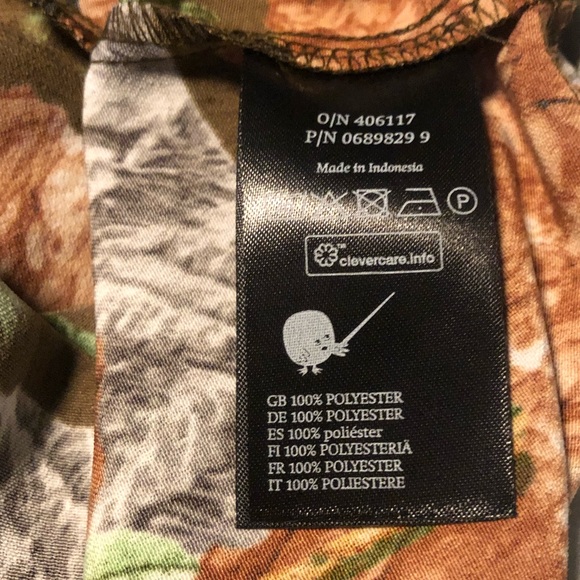 O/N 406117
P/N 0689829 9
Made in Indonesia
P
™
clevercare.info
GB 100% POLYESTER
DE 100% POLYESTER
ES 100% poliéster
FI 100% POLYESTERIÄ
FR 100% POLYESTER
IT 100% POLIESTERE